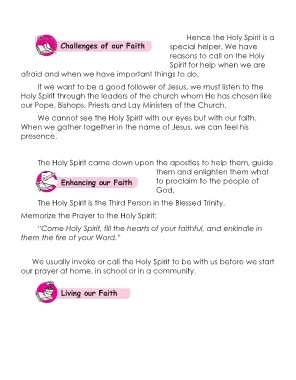 Challenges of our Faith
Hence the Holy Spirit is a
special helper. We have
reasons to call on the Holy
Spirit for help when we are
afraid and when we have important things to do.
If we want to be a good follower of Jesus, we must listen to the
Holy Spirit through the leaders of the church whom He has chosen like
our Pope, Bishops, Priests and Lay Ministers of the Church.
We cannot see the Holy Spirit with our eyes but with our faith.
When we gather together in the name of Jesus, we can feel his
presence.
The Holy Spirit came down upon the apostles to help them, guide
them and enlighten them what
to proclaim to the people of
God.
Enhancing our Faith
The Holy Spirit is the Third Person in the Blessed Trinity.
Memorize the Prayer to the Holy Spirit:
"Come Holy Spirit, fill the hearts of your faithful, and enkindle in
them the fire of your Word."
We usually invoke or call the Holy Spirit to be with us before we start
our prayer at home, in school or in a community.
Living our Faith